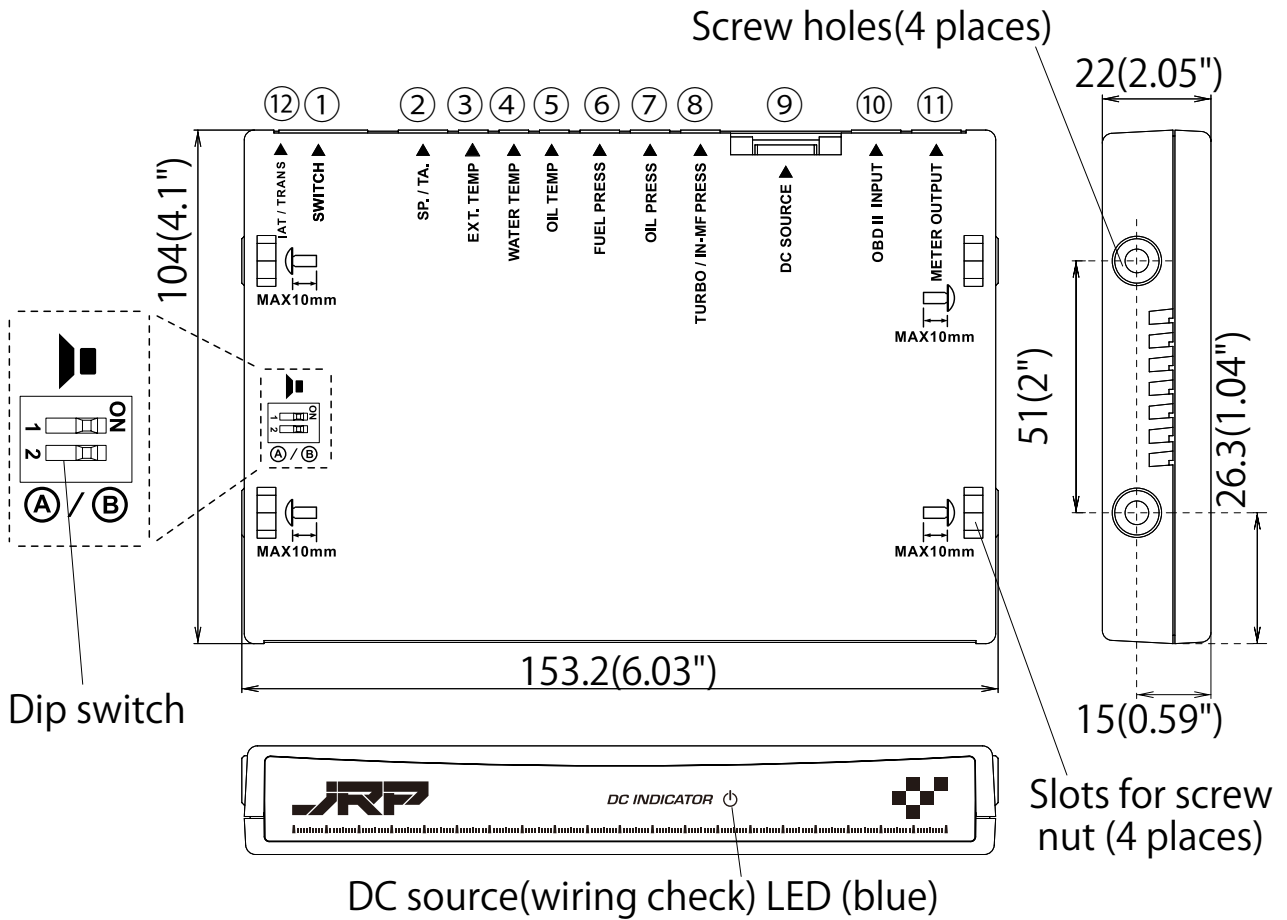 Screw holes(4 places)
22(2.05")
⑫ ① ② ③ ④ ⑤ ⑥ ⑦ ⑧ ⑨ ⑩ ⑪
IAT / TRANS
SWITCH
SP. / TA.
EXT. TEMP
WATER TEMP
OIL TEMP
FUEL PRESS
OIL PRESS
TURBO / IN-MF PRESS
DC SOURCE
OBD II INPUT
METER OUTPUT
104(4.1")
MAX10mm
MAX10mm
ON
1
2
Ⓐ / Ⓑ
ON
1
2
Ⓐ / Ⓑ
MAX10mm
MAX10mm
51(2")
26.3(1.04")
153.2(6.03")
15(0.59")
Dip switch
JRP
DC INDICATOR
Slots for screw
nut (4 places)
DC source(wiring check) LED (blue)